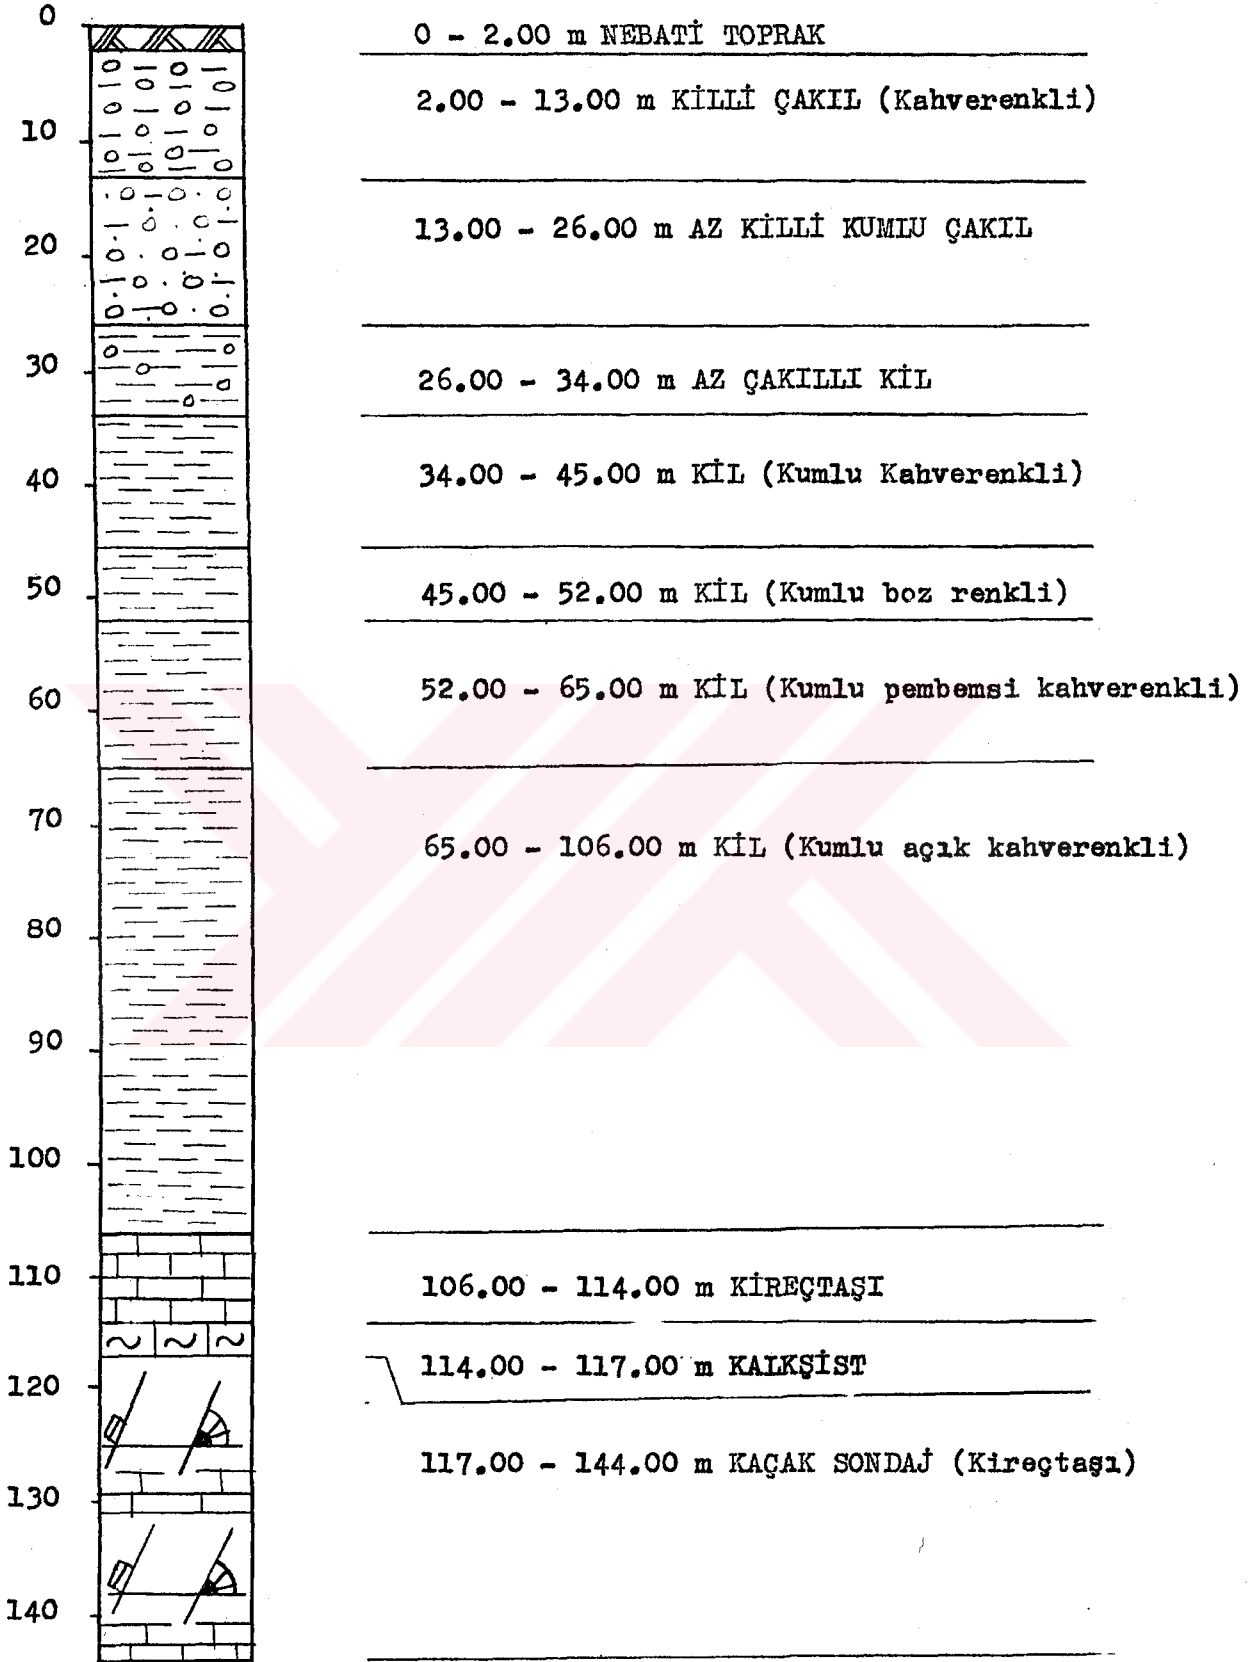 0
0 - 2.00 m NEBATİ TOPRAK
2.00 - 13.00 m KİLLİ ÇAKIL (Kahverenkli)
10
13.00 - 26.00 m AZ KİLLİ KUMLU ÇAKIL
20
30
26.00 - 34.00 m AZ ÇAKILLI KİL
40
34.00 - 45.00 m KİL (Kumlu Kahverenkli)
50
45.00 - 52.00 m KİL (Kumlu boz renkli)
60
52.00 - 65.00 m KİL (Kumlu pembemsi kahverenkli)
70
65.00 - 106.00 m KİL (Kumlu açık kahverenkli)
80
90
100
110
106.00 - 114.00 m KİREÇTAŞI
114.00 - 117.00 m KALKŞİST
120
117.00 - 144.00 m KAÇAK SONDAJ (Kireçtaşı)
130
140